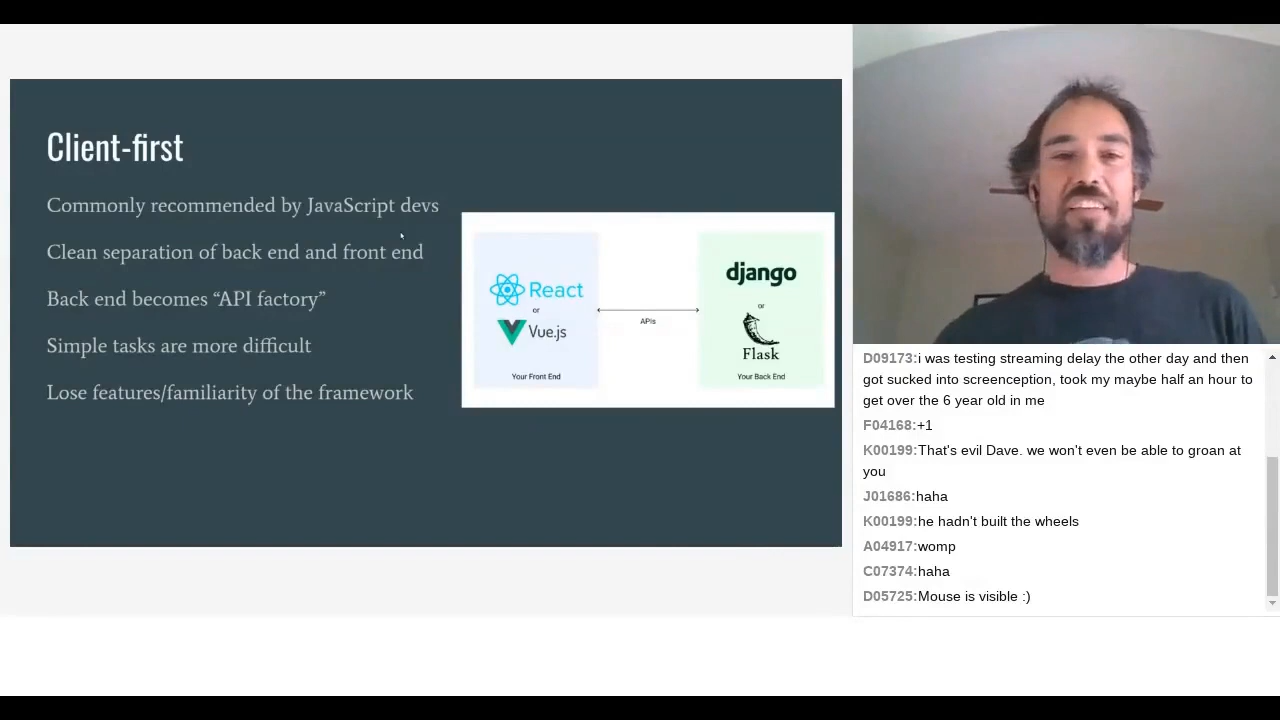 Client-first
Commonly recommended by JavaScript devs
Clean separation of back end and front end
Back end becomes “API factory”
Simple tasks are more difficult
Lose features/familiarity of the framework
React
or
Vue.js
Your Front End
APIs
django
or
Flask
Your Back End
D09173:i was testing streaming delay the other day and then
got sucked into screenception, took my maybe half an hour to
get over the 6 year old in me
F04168:+1
K00199:That's evil Dave. we won't even be able to groan at
you
J01686:haha
K00199:he hadn't built the wheels
A04917:womp
C07374:haha
D05725:Mouse is visible :)